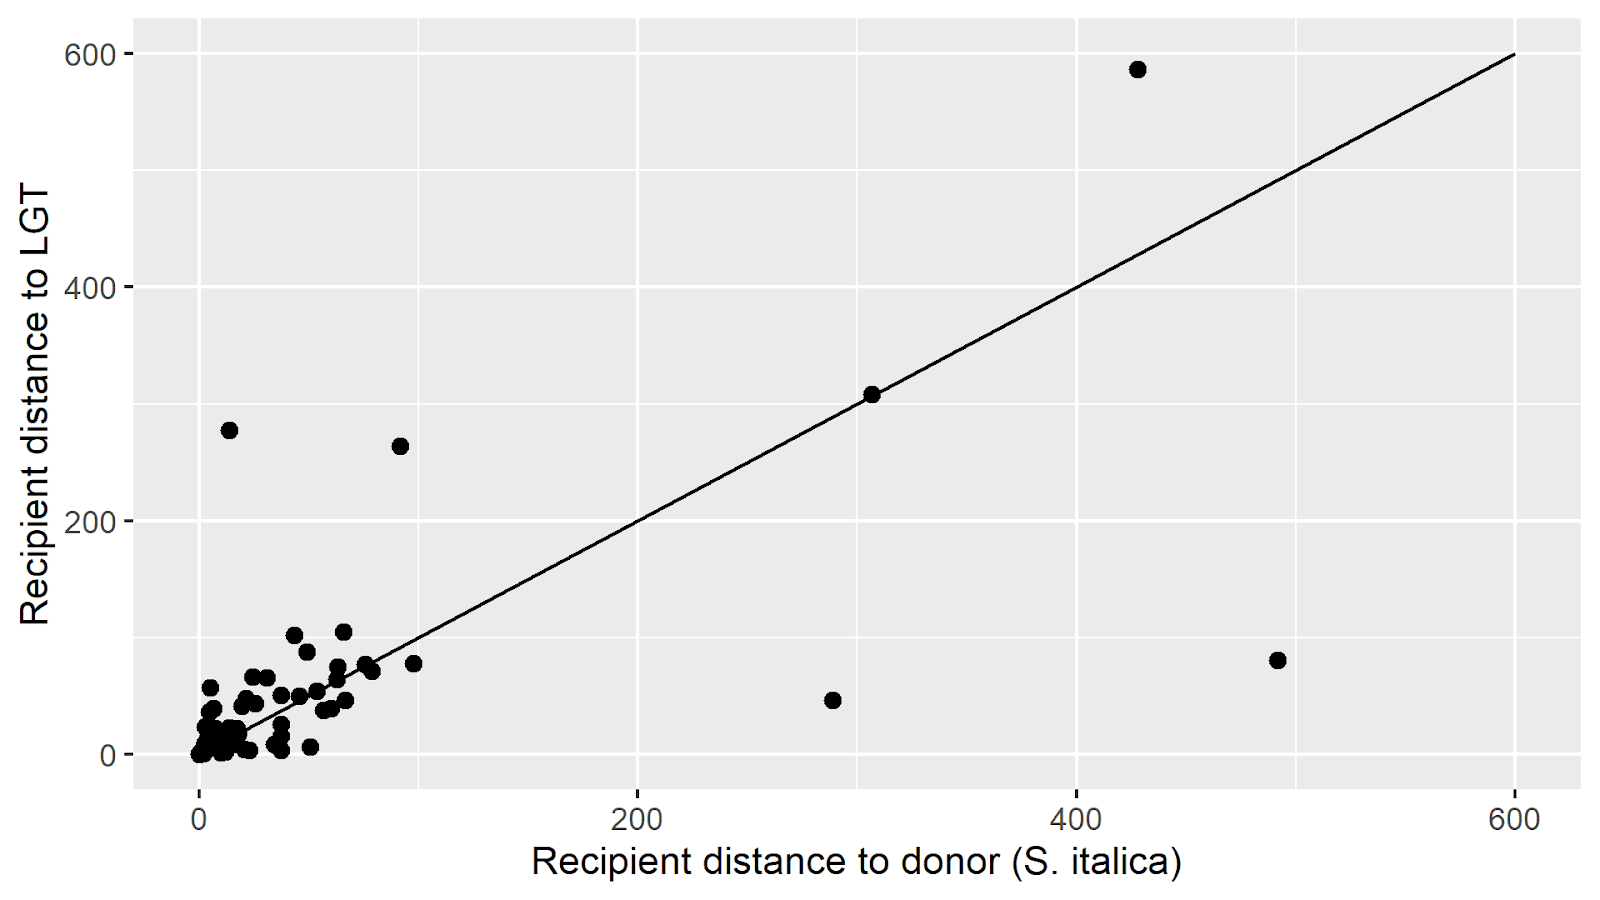 Recipient distance to LGT
600
400
200
0
0 200 400 600
Recipient distance to donor (S. italica)